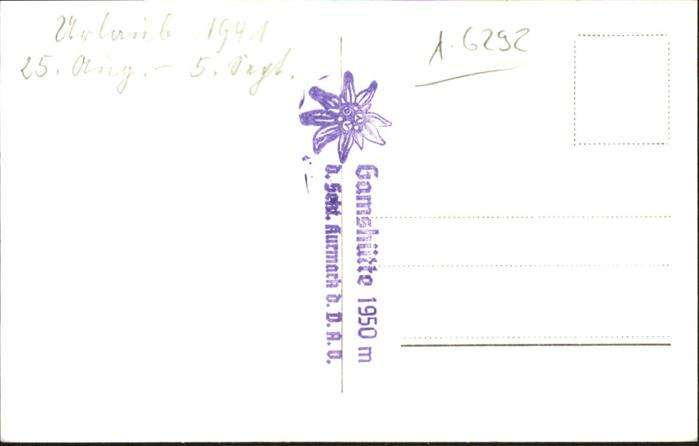 Urlaub 1941
25. Aug. - 5. Sept.
A. 6292
Gamshütte 1950 m
d. Sekt. Kurmark d. D. A. V.